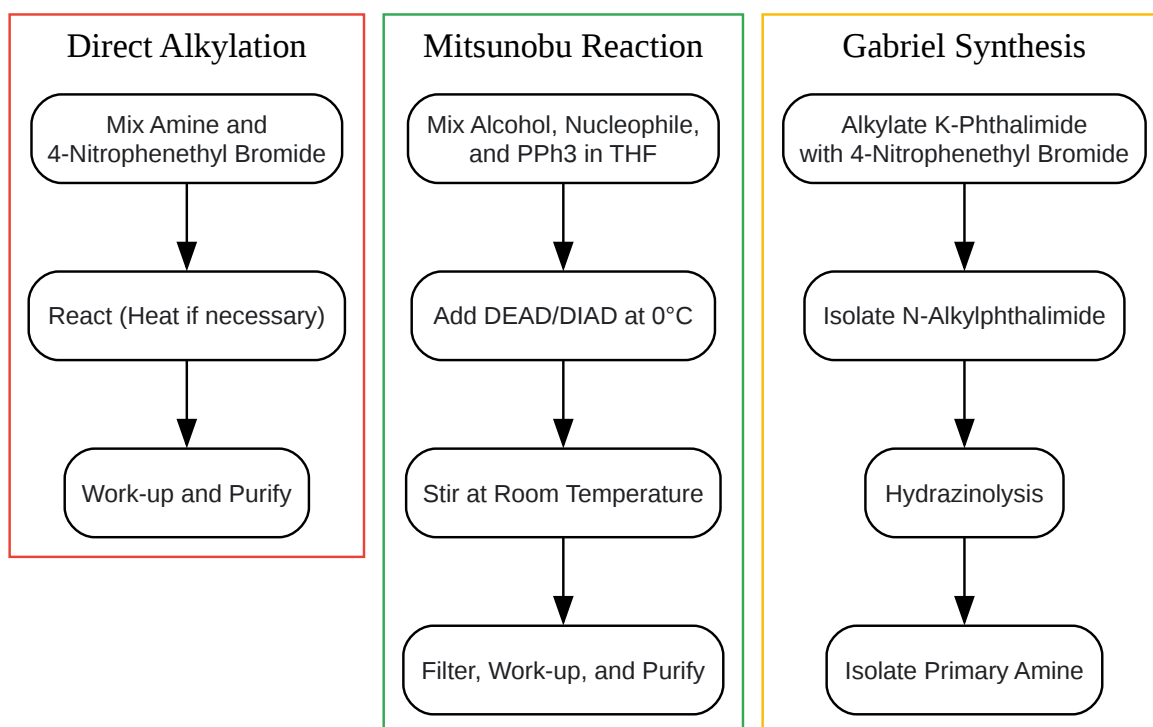 Direct Alkylation
Mix Amine and
4-Nitrophenethyl Bromide
React (Heat if necessary)
Work-up and Purify
Mitsunobu Reaction
Mix Alcohol, Nucleophile,
and PPh3 in THF
Add DEAD/DIAD at 0°C
Stir at Room Temperature
Filter, Work-up, and Purify
Gabriel Synthesis
Alkylate K-Phthalimide
with 4-Nitrophenethyl Bromide
Isolate N-Alkylphthalimide
Hydrazinolysis
Isolate Primary Amine